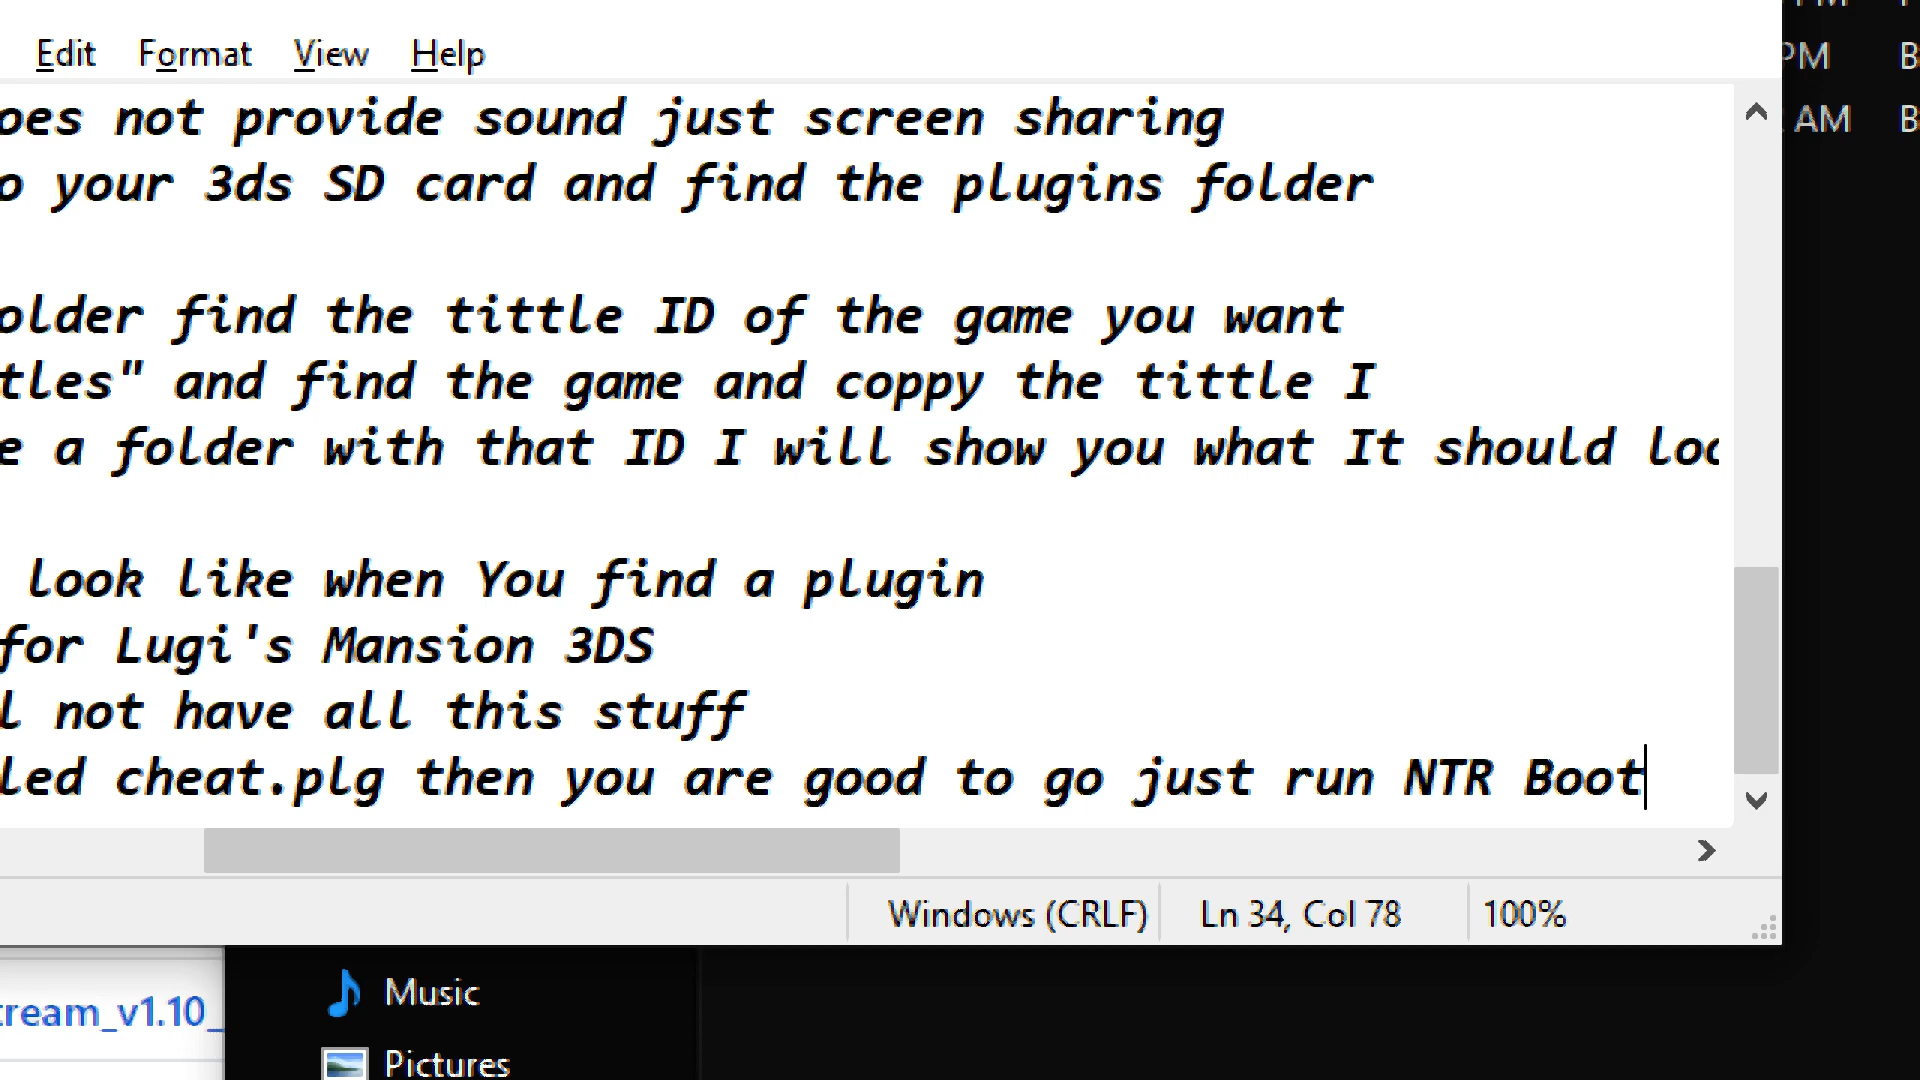 Edit Format View Help
oes not provide sound just screen sharing
o your 3ds SD card and find the plugins folder
older find the tittle ID of the game you want
tles" and find the game and coppy the tittle I
e a folder with that ID I will show you what It should loo
look like when You find a plugin
for Lugi's Mansion 3DS
l not have all this stuff
led cheat.plg then you are good to go just run NTR Boot
Windows (CRLF) Ln 34, Col 78 100%
PM B
AM B
Music
tream_v1.10_
Pictures